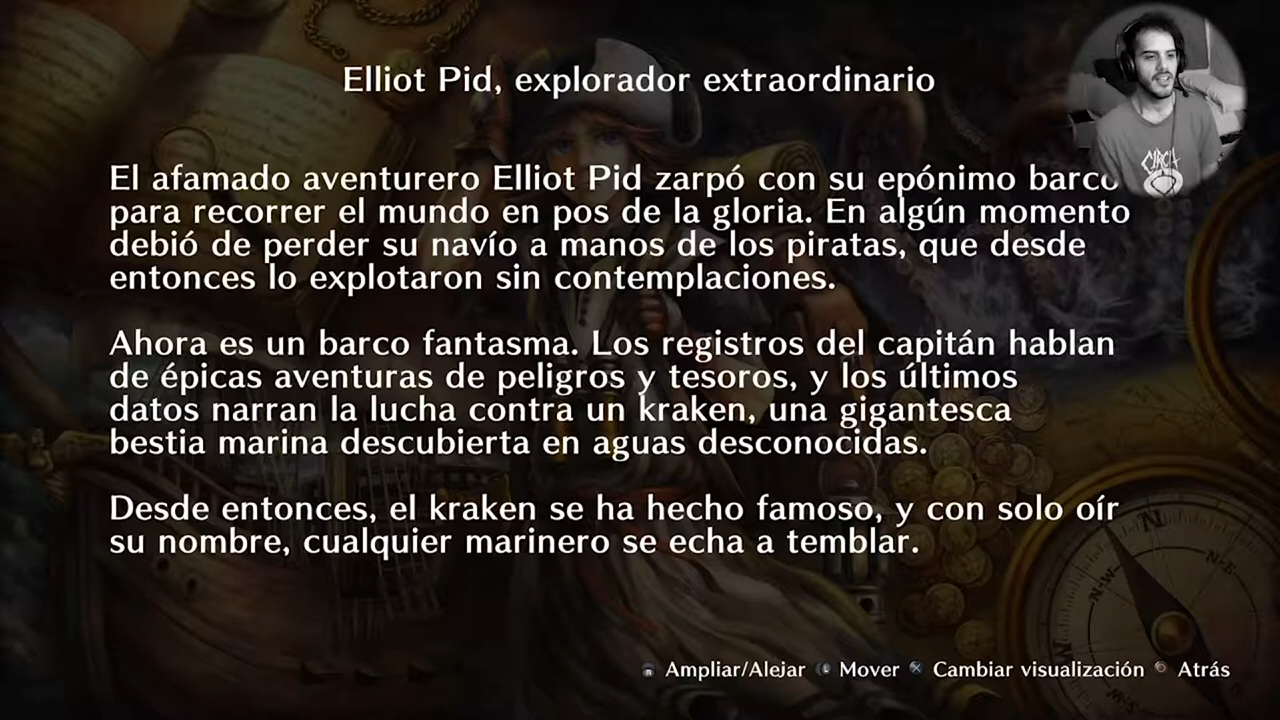 Elliot Pid, explorador extraordinario
El afamado aventurero Elliot Pid zarpó con su epónimo barco
para recorrer el mundo en pos de la gloria. En algún momento
debió de perder su navío a manos de los piratas, que desde
entonces lo explotaron sin contemplaciones.
Ahora es un barco fantasma. Los registros del capitán hablan
de épicas aventuras de peligros y tesoros, y los últimos
datos narran la lucha contra un kraken, una gigantesca
bestia marina descubierta en aguas desconocidas.
Desde entonces, el kraken se ha hecho famoso, y con solo oír
su nombre, cualquier marinero se echa a temblar.
N
N-W
N-E
Ampliar/Alejar Mover Cambiar visualización Atrás